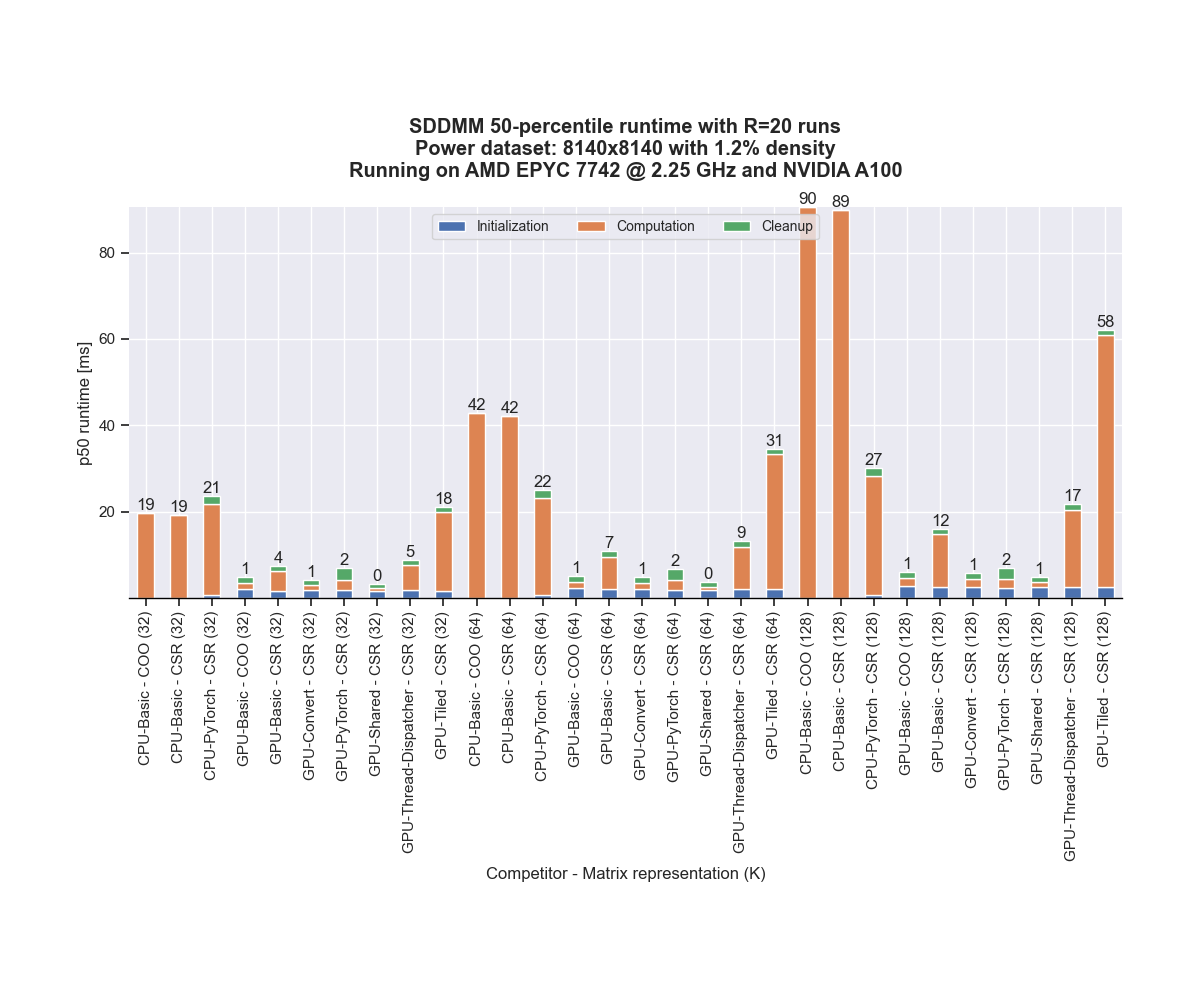 SDDMM 50-percentile runtime with R=20 runs
Power dataset: 8140x8140 with 1.2% density
Running on AMD EPYC 7742 @ 2.25 GHz and NVIDIA A100
Initialization Computation Cleanup
p50 runtime [ms]
80
60
40
20
19
19
21
1
4
1
2
0
5
18
42
42
22
1
7
1
2
0
9
31
90
89
27
1
12
1
2
1
17
58
CPU-Basic - COO (32)
CPU-Basic - CSR (32)
CPU-PyTorch - CSR (32)
GPU-Basic - COO (32)
GPU-Basic - CSR (32)
GPU-Convert - CSR (32)
GPU-PyTorch - CSR (32)
GPU-Shared - CSR (32)
GPU-Thread-Dispatcher - CSR (32)
GPU-Tiled - CSR (32)
CPU-Basic - COO (64)
CPU-Basic - CSR (64)
CPU-PyTorch - CSR (64)
GPU-Basic - COO (64)
GPU-Basic - CSR (64)
GPU-Convert - CSR (64)
GPU-PyTorch - CSR (64)
GPU-Shared - CSR (64)
GPU-Thread-Dispatcher - CSR (64)
GPU-Tiled - CSR (64)
CPU-Basic - COO (128)
CPU-Basic - CSR (128)
CPU-PyTorch - CSR (128)
GPU-Basic - COO (128)
GPU-Basic - CSR (128)
GPU-Convert - CSR (128)
GPU-PyTorch - CSR (128)
GPU-Shared - CSR (128)
GPU-Thread-Dispatcher - CSR (128)
GPU-Tiled - CSR (128)
Competitor - Matrix representation (K)